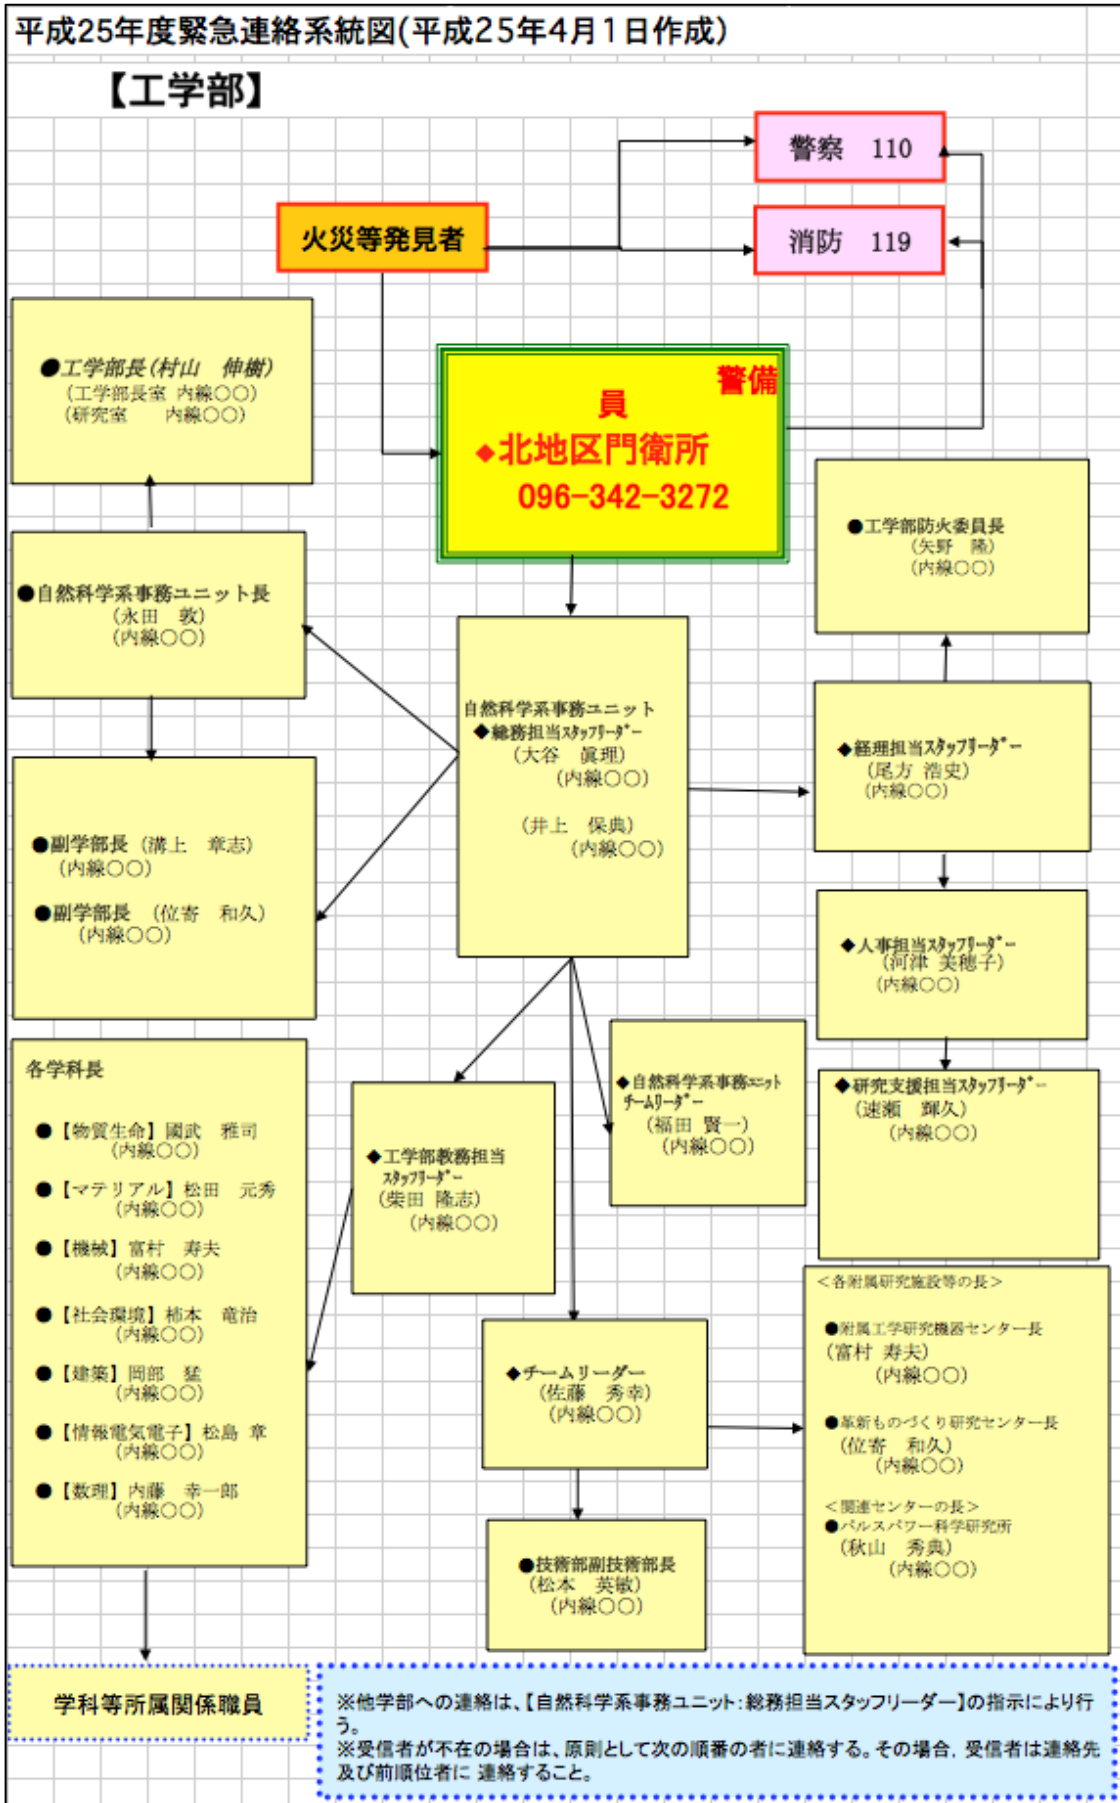 平成25年度緊急連絡系統図(平成25年4月1日作成)
【工学部】
警察　110
火災等発見者
消防　119
●工学部長(村山　伸樹)
(工学部長室 内線○○)
(研究室　　内線○○)
警備
員
◆北地区門衛所
096-342-3272
●工学部防火委員長
(矢野　隆)
(内線○○)
●自然科学系事務ユニット長
(永田　敦)
(内線○○)
自然科学系事務ユニット
◆総務担当スタッフリーダー
(大谷　眞理)
(内線○○)
(井上　保典)
(内線○○)
◆経理担当スタッフリーダー
(尾方 浩史)
(内線○○)
●副学部長 (溝上　章志)
(内線○○)
●副学部長　(位寄　和久)
(内線○○)
◆人事担当スタッフリーダー
(河津 美穂子)
(内線○○)
各学科長
●【物質生命】國武　雅司
(内線○○)
●【マテリアル】松田　元秀
(内線○○)
●【機械】富村　寿夫
(内線○○)
●【社会環境】柿本　竜治
(内線○○)
●【建築】岡部　猛
(内線○○)
●【情報電気電子】松島 章
(内線○○)
●【数理】内藤　幸一郎
(内線○○)
◆工学部教務担当
スタッフリーダー
(柴田 隆志)
(内線○○)
◆自然科学系事務ユニット
チームリーダー
(福田 賢一)
(内線○○)
◆研究支援担当スタッフリーダー
(速瀬　輝久)
(内線○○)
◆チームリーダー
(佐藤　秀幸)
(内線○○)
●技術部副技術部長
(松本　英敏)
(内線○○)
＜各附属研究施設等の長＞
●附属工学研究機器センター長
(富村 寿夫)
(内線○○)
●革新ものづくり研究センター長
(位寄　和久)
(内線○○)
＜関連センターの長＞
●パルスパワー科学研究所
(秋山　秀典)
(内線○○)
学科等所属関係職員
※他学部への連絡は、【自然科学系事務ユニット：総務担当スタッフリーダー】の指示により行
う。
※受信者が不在の場合は、原則として次の順番の者に連絡する。その場合, 受信者は連絡先
及び前順位者に 連絡すること。